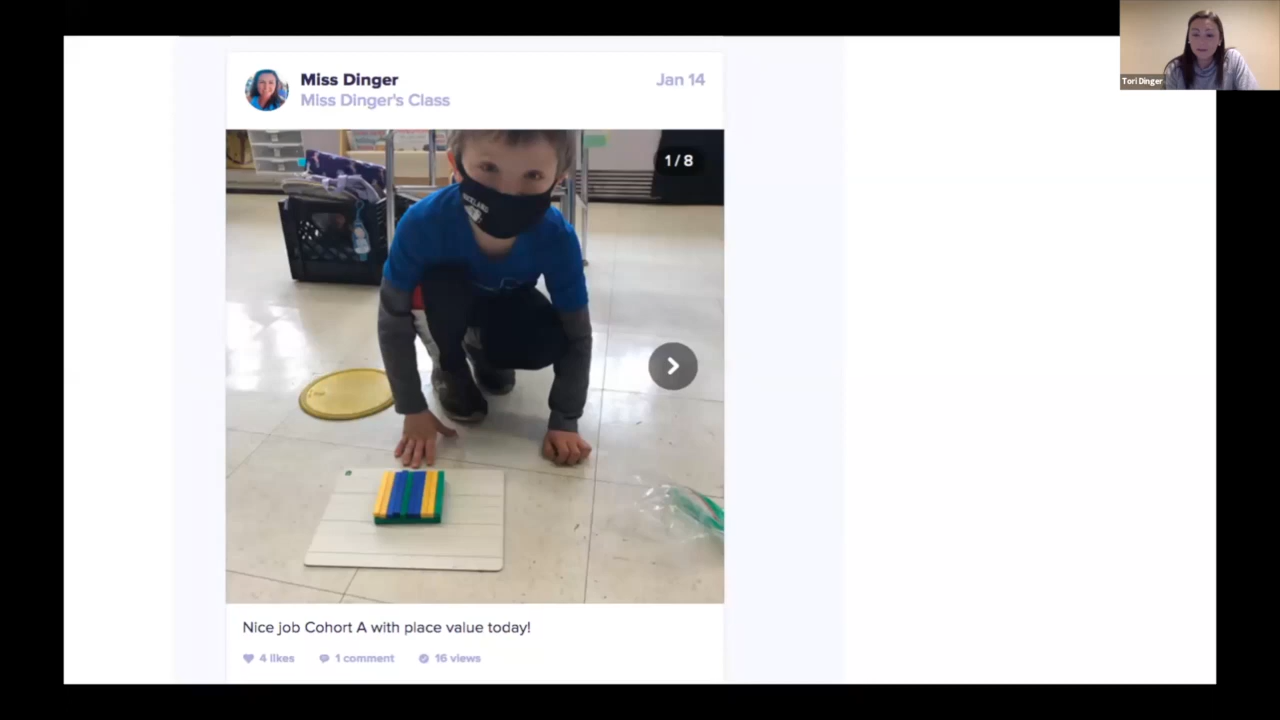 Miss Dinger
Jan 14
Miss Dinger's Class
1/8
Tori Dinger
Nice job Cohort A with place value today!
4 likes
1 comment
16 views